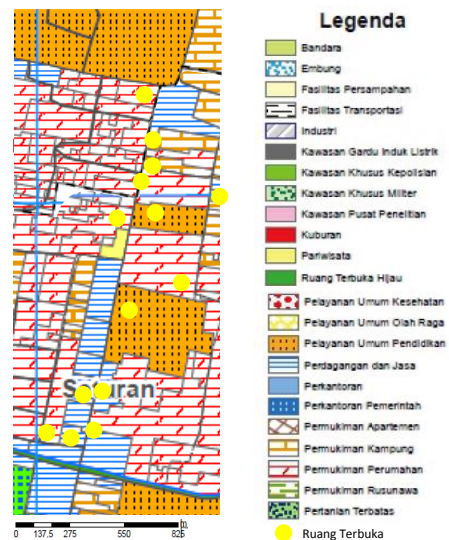 Legenda
Bandara
Embung
Fasilitas Persampahan
Fasilitas Transportasi
Industri
Kawasan Gardu Induk Listrik
Kawasan Khusus Kepolisian
Kawasan Khusus Militer
Kawasan Pusat Penelitian
Kuburan
Pariwisata
Ruang Terbuka Hijau
Pelayanan Umum Kesehatan
Pelayanan Umum Olah Raga
Pelayanan Umum Pendidikan
Perdagangan dan Jasa
Perkantoran
Perkantoran Pemerintah
Permukiman Apartemen
Permukiman Kampung
Permukiman Perumahan
Permukiman Rusunawa
Pertanian Terbatas
Ruang Terbuka
0 137,5 275 550 825